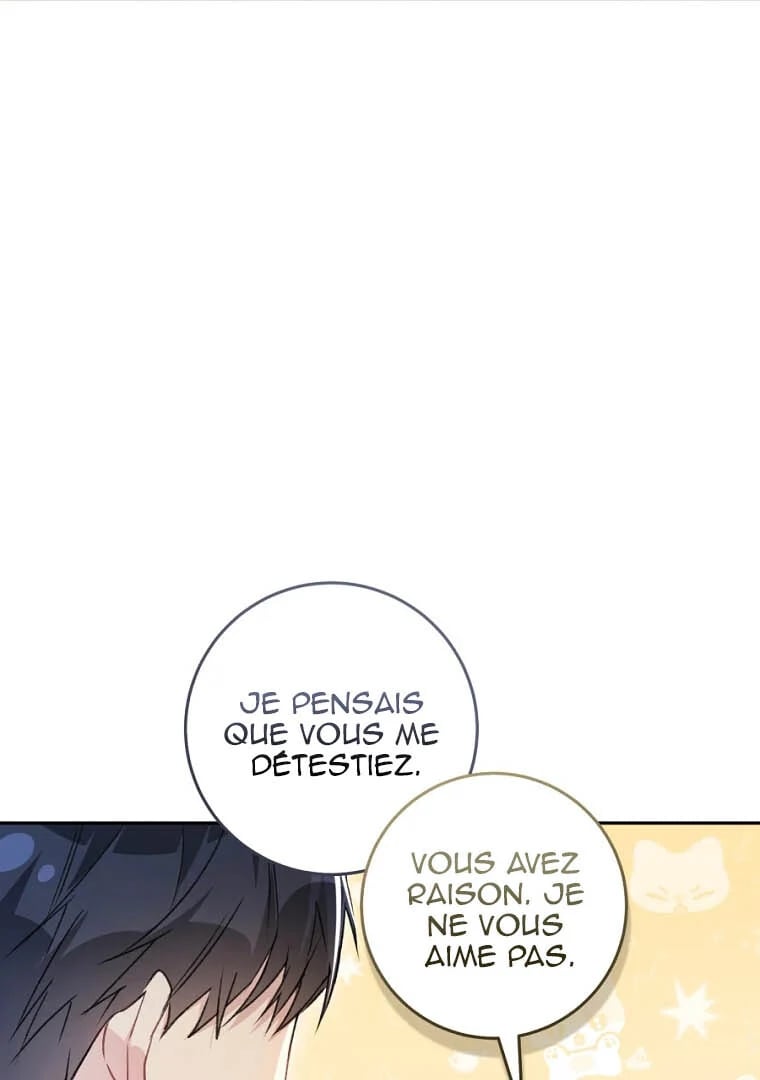 JE PENSAIS
QUE VOUS ME
DÉTESTIEZ.
VOUS AVEZ
RAISON. JE
NE VOUS
AIME PAS.